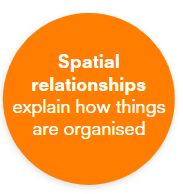 Spatial
relationships
explain how things
are organised